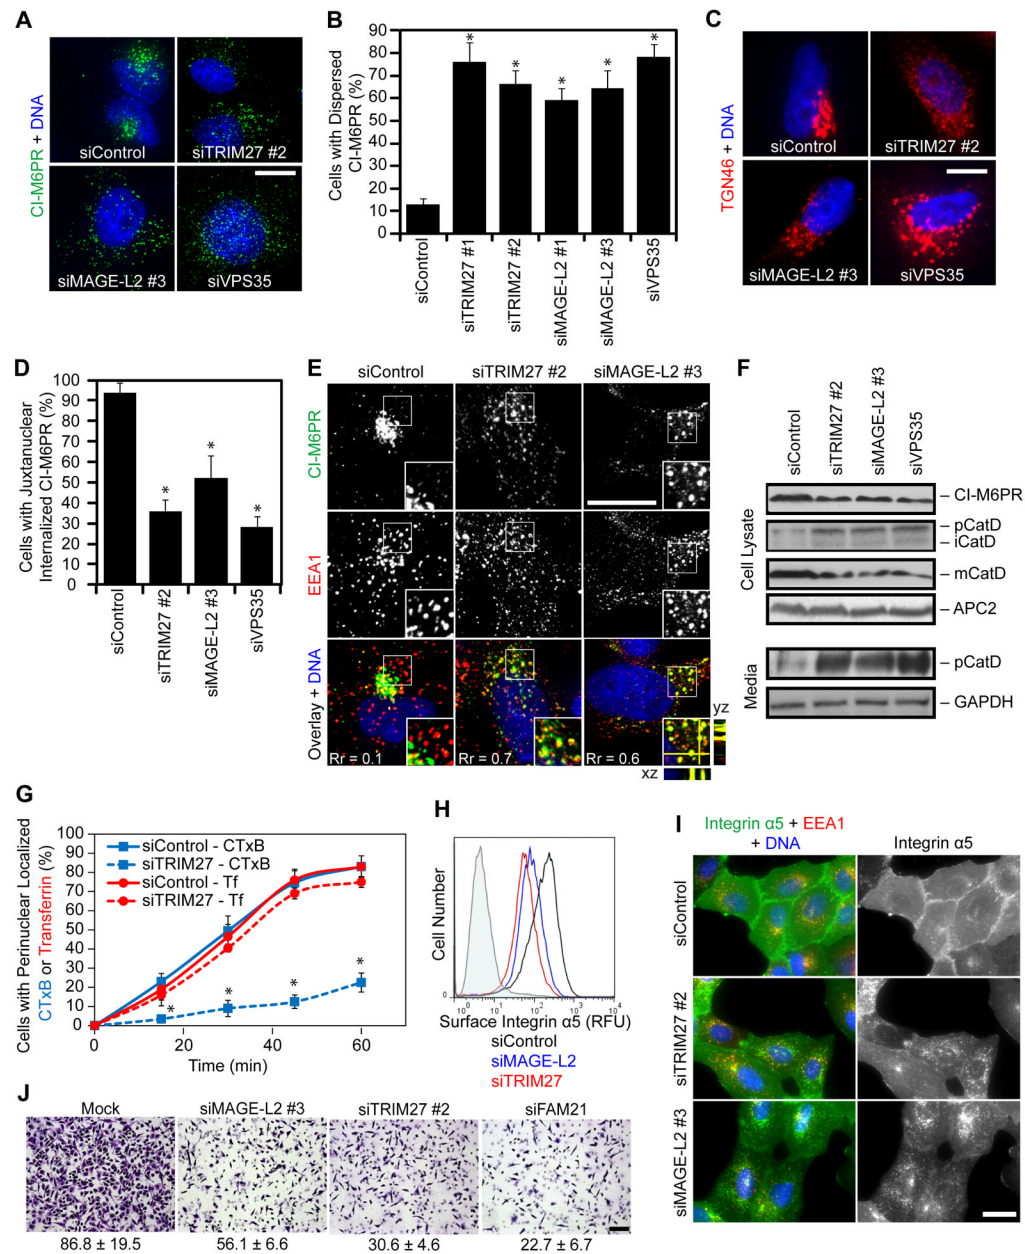 A
CI-M6PR + DNA
siControl
siTRIM27 #2
siMAGE-L2 #3
siVPS35
B
Cells with Dispersed
CI-M6PR (%)
90
80
70
60
50
40
30
20
10
0
siControl
siTRIM27 #1
siTRIM27 #2
siMAGE-L2 #1
siMAGE-L2 #3
siVPS35
* * * * *
C
TGN46 + DNA
siControl
siTRIM27 #2
siMAGE-L2 #3
siVPS35
D
Cells with Juxtanuclear
Internalized CI-M6PR (%)
100
90
80
70
60
50
40
30
20
10
0
* * *
siControl
siTRIM27 #2
siMAGE-L2 #3
siVPS35
E
siControl siTRIM27 #2 siMAGE-L2 #3
CI-M6PR
EEA1
Overlay + DNA
Rr = 0.1 Rr = 0.7 Rr = 0.6
yz
xz
F
siControl
siTRIM27 #2
siMAGE-L2 #3
siVPS35
Cell Lysate
– CI-M6PR
– pCatD
– iCatD
– mCatD
– APC2
Media
– pCatD
– GAPDH
G
Cells with Perinuclear Localized
CTxB or Transferrin (%)
100
90
80
70
60
50
40
30
20
10
0
siControl - CTxB
siTRIM27 - CTxB
siControl - Tf
siTRIM27 - Tf
* * * *
0 20 40 60
Time (min)
H
Cell Number
0
10⁰ 10¹ 10² 10³ 10⁴
Surface Integrin α5 (RFU)
siControl
siMAGE-L2
siTRIM27
I
Integrin α5 + EEA1
+ DNA
Integrin α5
siControl
siTRIM27 #2
siMAGE-L2 #3
J
Mock siMAGE-L2 #3 siTRIM27 #2 siFAM21
86.8 ± 19.5 56.1 ± 6.6 30.6 ± 4.6 22.7 ± 6.7